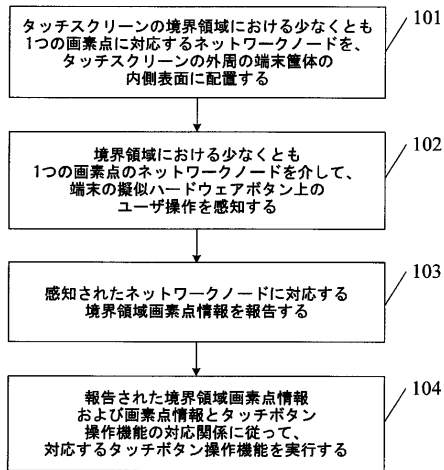 タッチスクリーンの境界領域における少なくとも
1つの画素点に対応するネットワークノードを、
タッチスクリーンの外周の端末筐体の
内側表面に配置する
101
境界領域における少なくとも
1つの画素点のネットワークノードを介して、
端末の擬似ハードウェアボタン上の
ユーザ操作を感知する
102
感知されたネットワークノードに対応する
境界領域画素点情報を報告する
103
報告された境界領域画素点情報
および画素点情報とタッチボタン
操作機能の対応関係に従って、
対応するタッチボタン操作機能を実行する
104